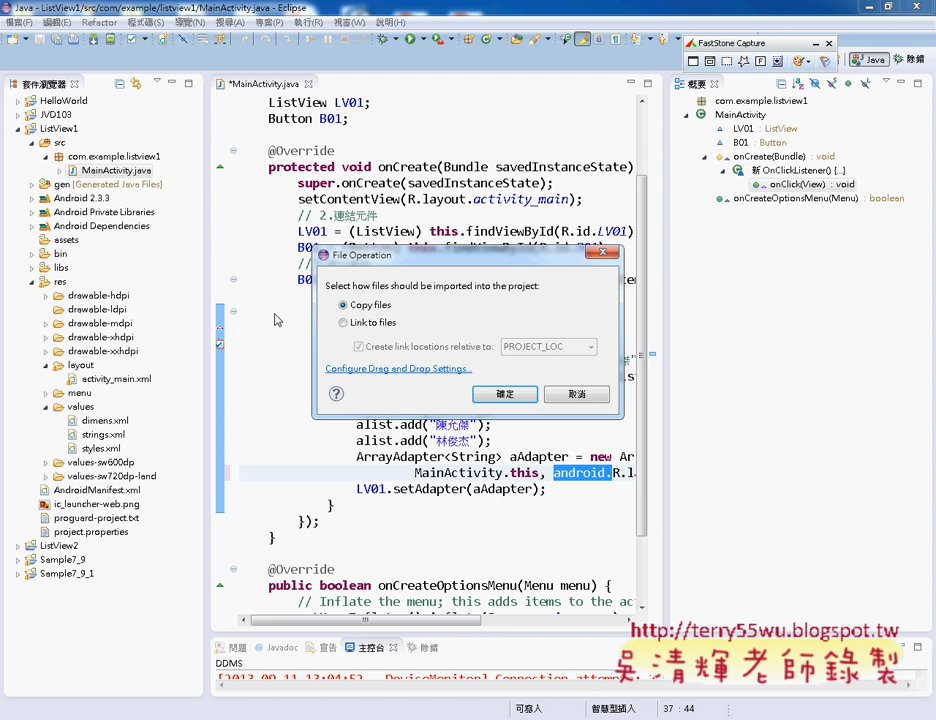 Java - ListView1/src/com/example/listview1/MainActivity.java - Eclipse
檔案(F) 編輯(E) Refactor 程式碼(S) 導覽(N) 搜尋(A) 專案(P) 執行(R) 視窗(W) 說明(H)
FastStone Capture
Java 除錯
套件瀏覽器
HelloWorld
JVD103
ListView1
src
com.example.listview1
MainActivity.java
gen [Generated Java Files]
Android 2.3.3
Android Private Libraries
Android Dependencies
assets
bin
libs
res
drawable-hdpi
drawable-ldpi
drawable-mdpi
drawable-xhdpi
drawable-xxhdpi
layout
activity_main.xml
menu
values
dimens.xml
strings.xml
styles.xml
values-sw600dp
values-sw720dp-land
AndroidManifest.xml
ic_launcher-web.png
proguard-project.txt
project.properties
ListView2
Sample7_9
Sample7_9_1
*MainActivity.java
ListView LV01;
Button B01;
@Override
protected void onCreate(Bundle savedInstanceState)
super.onCreate(savedInstanceState);
setContentView(R.layout.activity_main);
// 2.連結元件
LV01 = (ListView) this.findViewById(R.id.LV01)
File Operation
Select how files should be imported into the project:
Copy files
Link to files
Create link locations relative to: PROJECT_LOC
Configure Drag and Drop Settings...
確定 取消
alist.add("陳允傑");
alist.add("林俊杰");
ArrayAdapter<String> aAdapter = new Ar
MainActivity.this, android.R.l
LV01.setAdapter(aAdapter);
}
});
}
@Override
public boolean onCreateOptionsMenu(Menu menu) {
// Inflate the menu; this adds items to the ac
概要
com.example.listview1
MainActivity
LV01 : ListView
B01 : Button
onCreate(Bundle) : void
新 OnClickListener() {...}
onClick(View) : void
onCreateOptionsMenu(Menu) : boolean
問題 Javadoc 宣告 主控台 除錯
DDMS
[2013-09-11 13:04:52 - DeviceMonitor] Connection attemp
http://terry55wu.blogspot.tw
吳清輝老師錄製
可寫入 智慧型插入 37 : 44